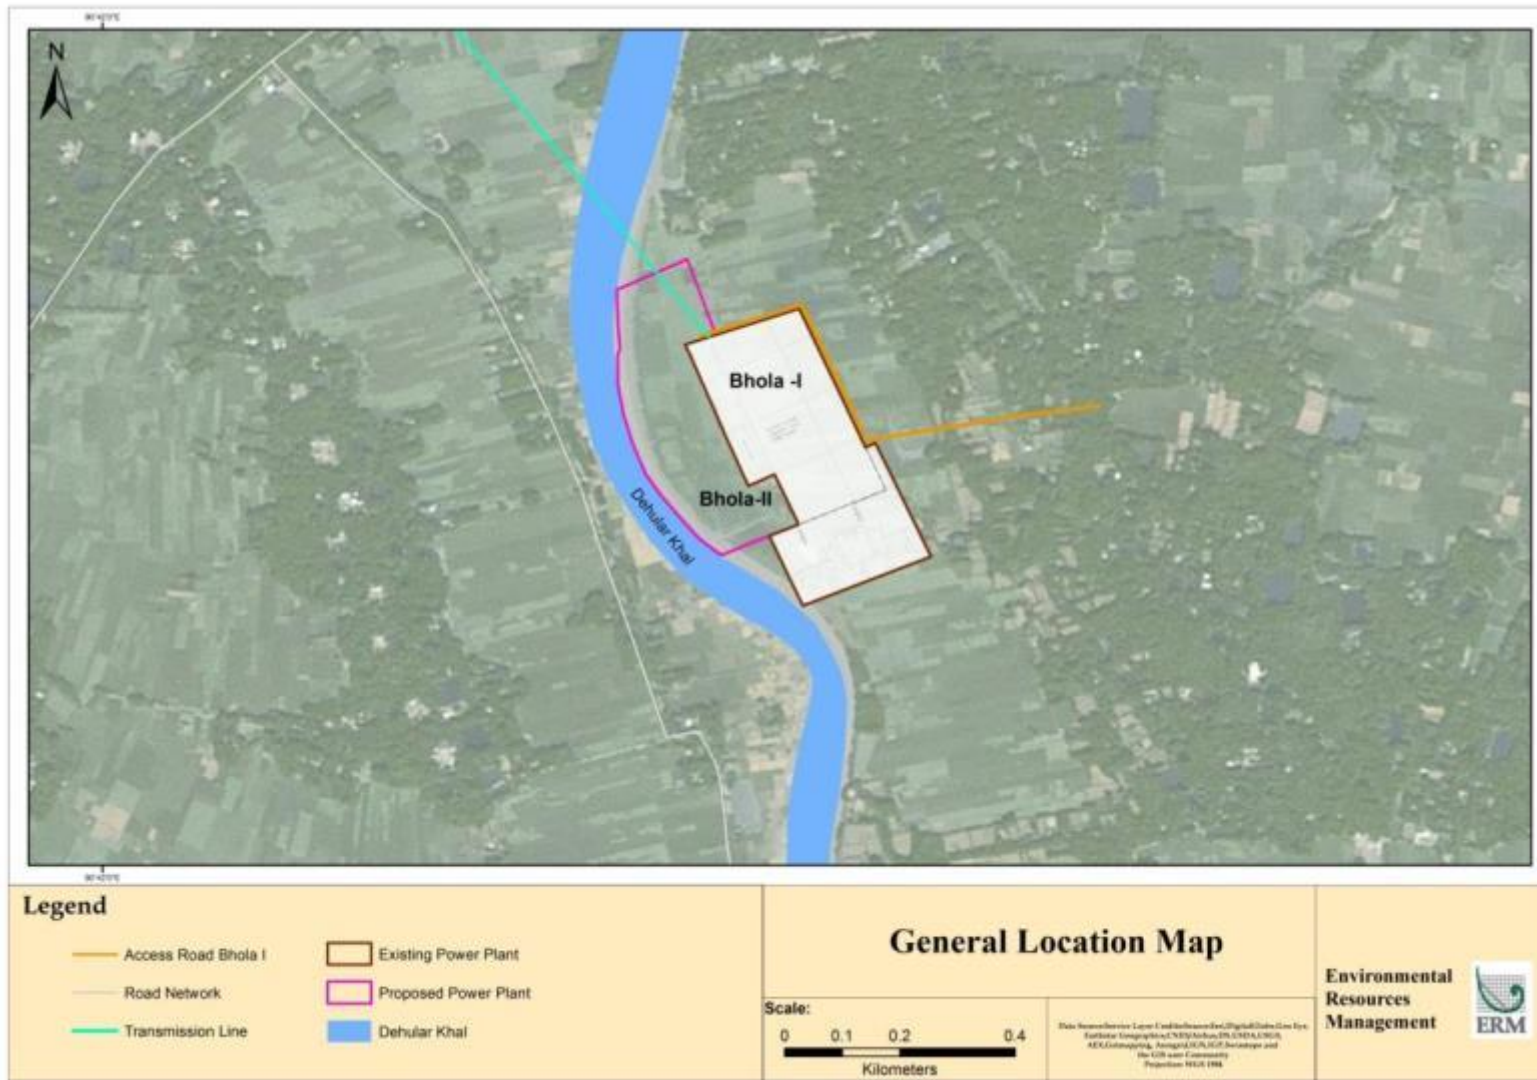 N
Bhola -I
Bhola-II
Dehular Khal
Legend
Access Road Bhola I
Road Network
Transmission Line
Existing Power Plant
Proposed Power Plant
Dehular Khal
General Location Map
Scale:
0 0.1 0.2 0.4
Kilometers
Environmental
Resources
Management
ERM